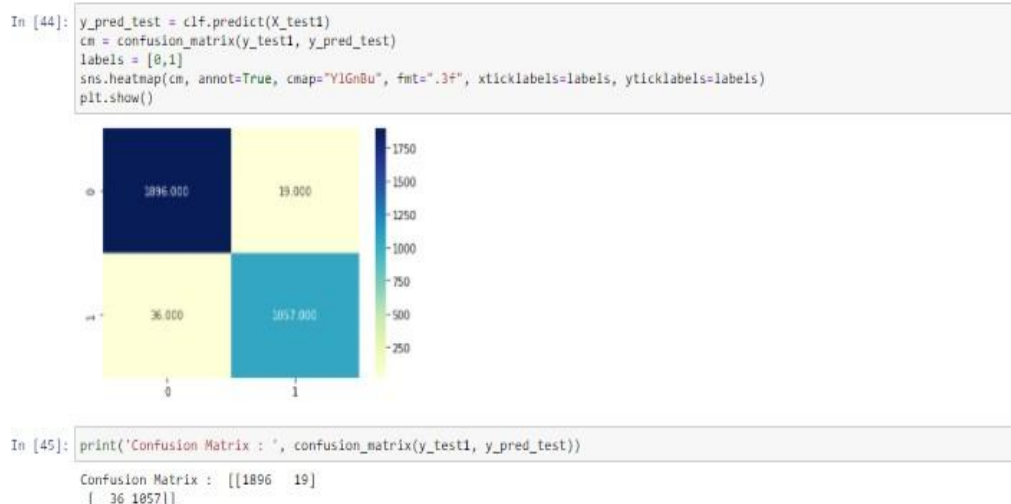 In [44]: y_pred_test = clf.predict(X_test1)
cm = confusion_matrix(y_test1, y_pred_test)
labels = [0,1]
sns.heatmap(cm, annot=True, cmap="YlGnBu", fmt=".3f", xticklabels=labels, yticklabels=labels)
plt.show()
1750
0 1896.000 19.000
1500
1250
1000
750
1 36.000 1057.000
500
250
0 1
In [45]: print('Confusion Matrix : ', confusion_matrix(y_test1, y_pred_test))
Confusion Matrix :  [[1896   19]
[  36 1057]]